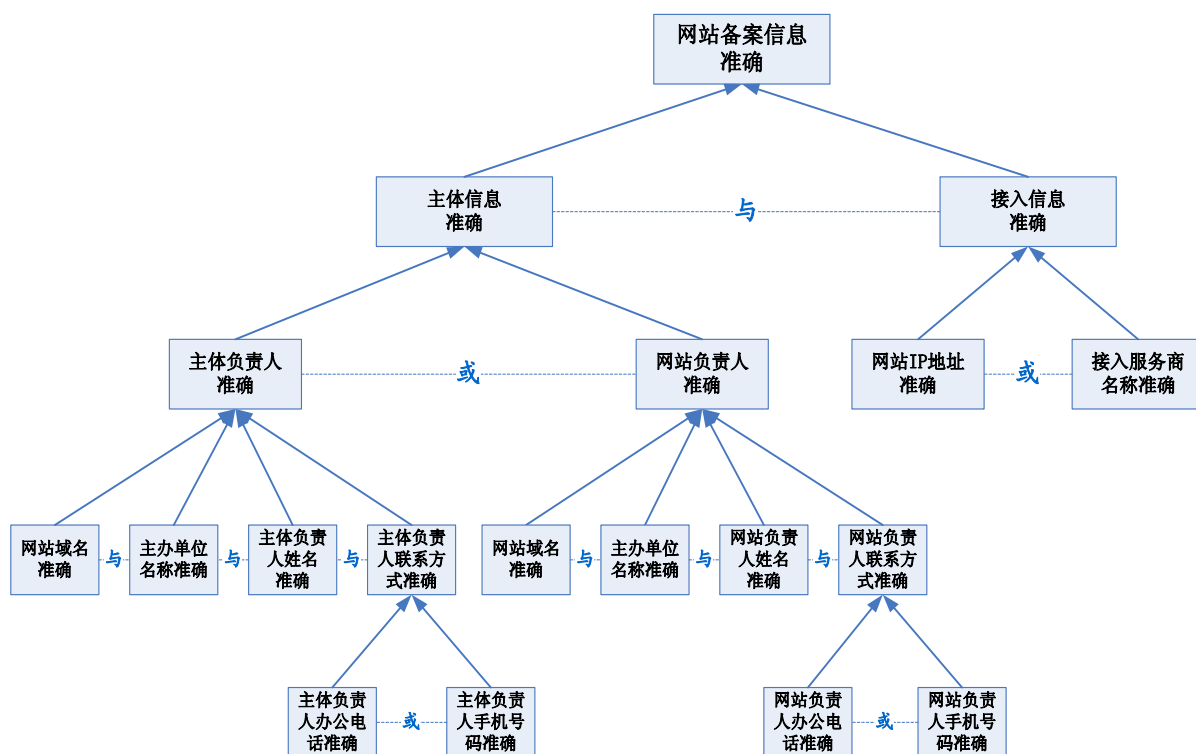 网站备案信息
准确
主体信息
准确
与
接入信息
准确
主体负责人
准确
或
网站负责人
准确
网站IP地址
准确
或
接入服务商
名称准确
网站域名
准确
与
主办单位
名称准确
与
主体负责
人姓名
准确
与
主体负责
人联系方
式准确
网站域名
准确
与
主办单位
名称准确
与
网站负责
人姓名
准确
与
网站负责
人联系方
式准确
主体负责
人办公电
话准确
或
主体负责
人手机号
码准确
网站负责
人办公电
话准确
或
网站负责
人手机号
码准确